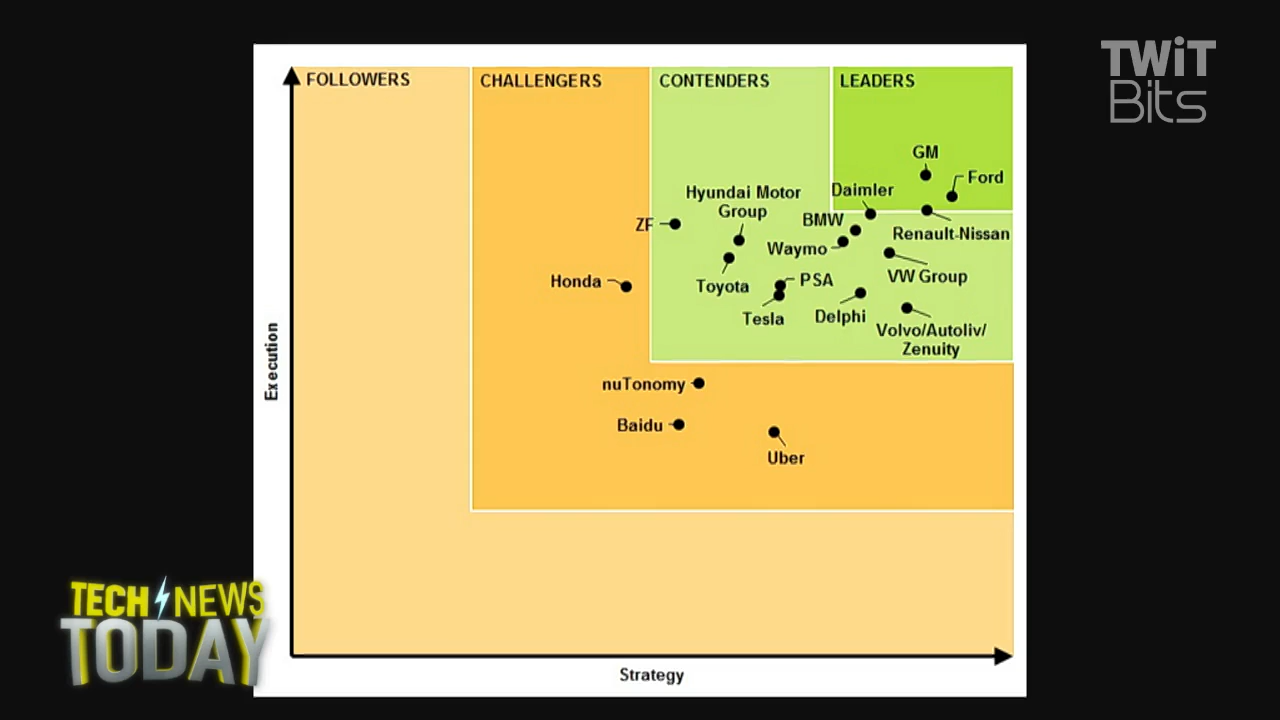 TWiT
Bits
FOLLOWERS
CHALLENGERS
CONTENDERS
LEADERS
GM
Ford
Daimler
Hyundai Motor
Group
ZF
BMW
Renault-Nissan
Waymo
VW Group
Honda
Toyota
PSA
Tesla
Delphi
Volvo/Autoliv/
Zenuity
Execution
nuTonomy
Baidu
Uber
Strategy
TECH NEWS
TODAY